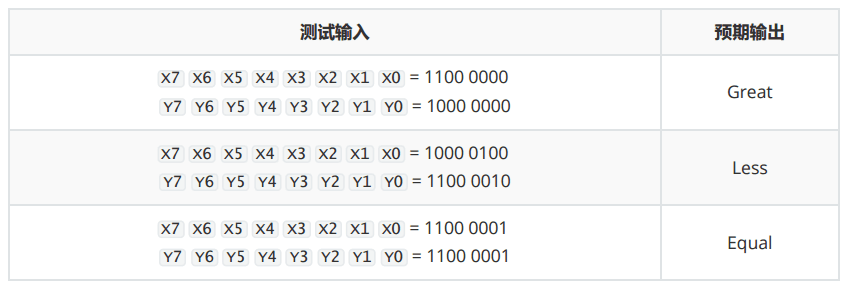 测试输入 预期输出
X7 X6 X5 X4 X3 X2 X1 X0 = 1100 0000
Y7 Y6 Y5 Y4 Y3 Y2 Y1 Y0 = 1000 0000
Great
X7 X6 X5 X4 X3 X2 X1 X0 = 1000 0100
Y7 Y6 Y5 Y4 Y3 Y2 Y1 Y0 = 1100 0010
Less
X7 X6 X5 X4 X3 X2 X1 X0 = 1100 0001
Y7 Y6 Y5 Y4 Y3 Y2 Y1 Y0 = 1100 0001
Equal